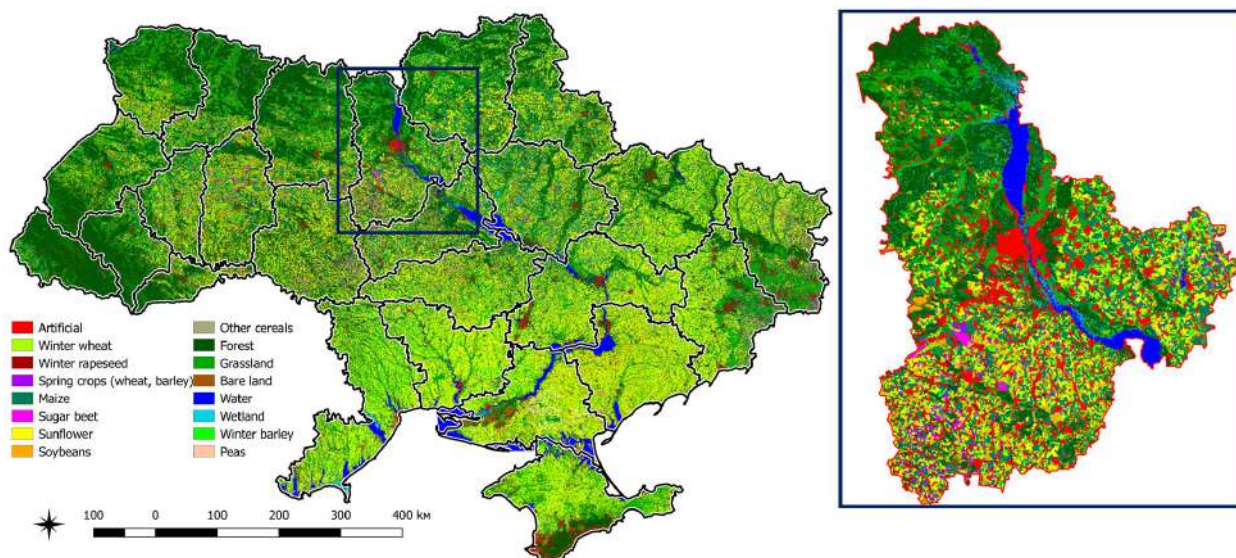 Artificial
Winter wheat
Winter rapeseed
Spring crops (wheat, barley)
Maize
Sugar beet
Sunflower
Soybeans
Other cereals
Forest
Grassland
Bare land
Water
Wetland
Winter barley
Peas
100 0 100 200 300 400 км